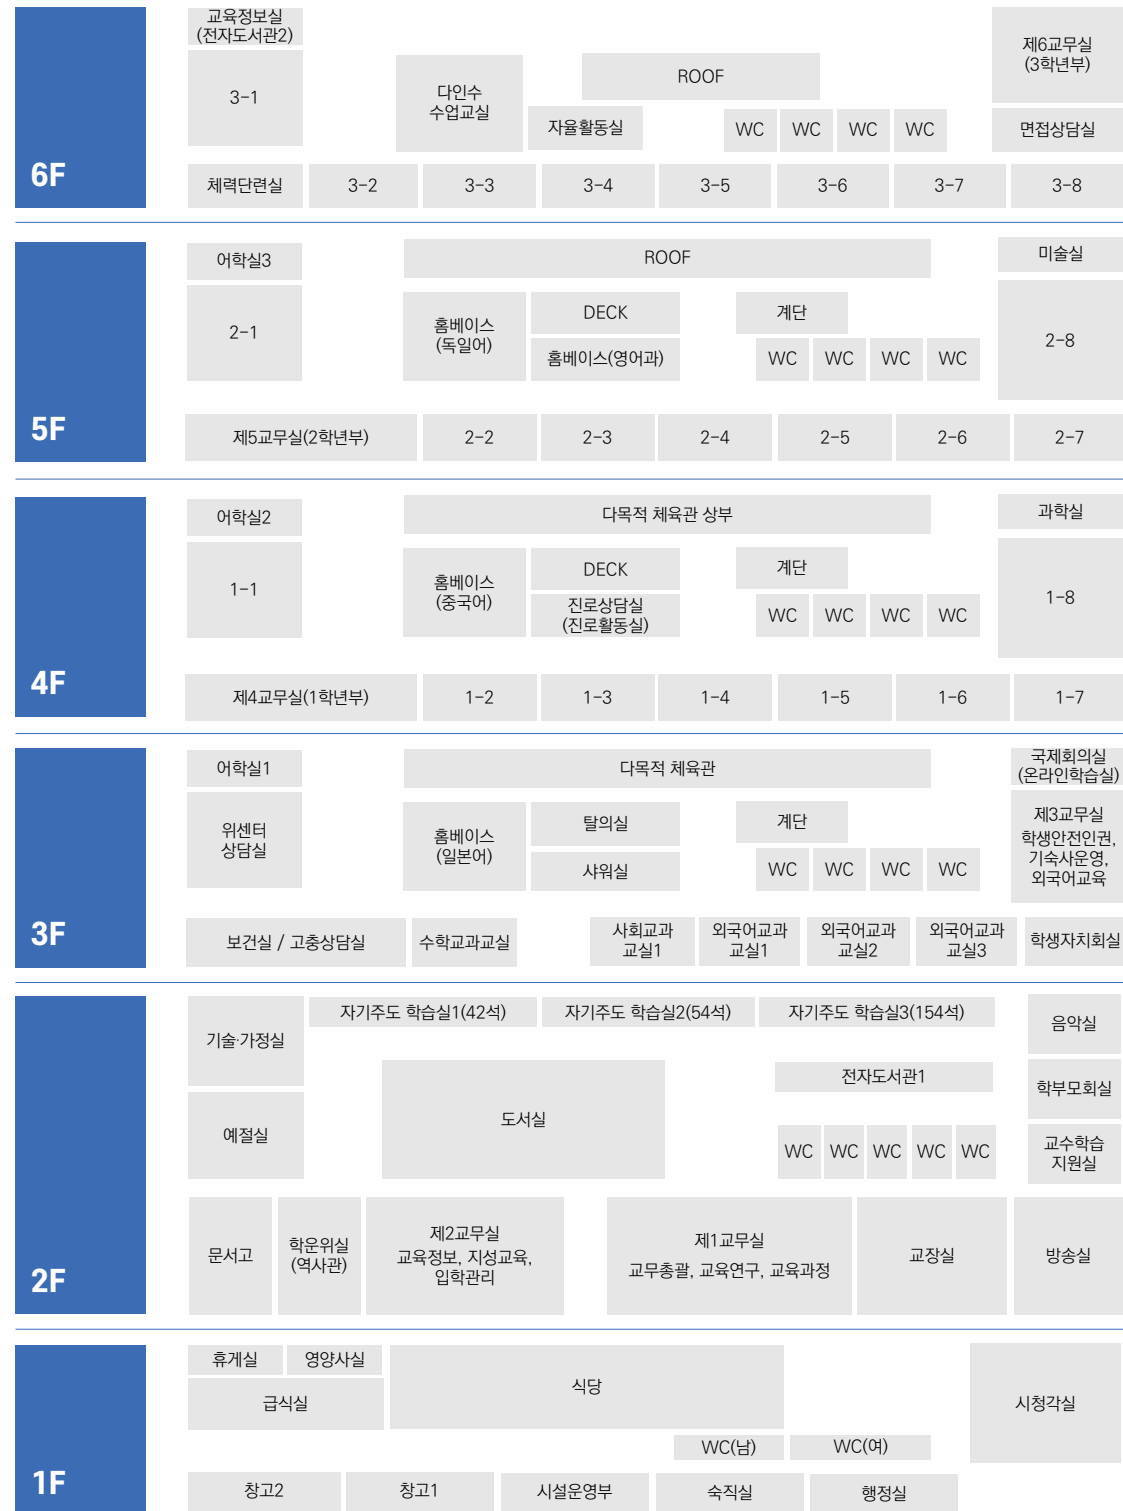 6F
교육정보실
(전자도서관2)
3-1
다인수
수업교실
ROOF
자율활동실
WC
WC
WC
WC
제6교무실
(3학년부)
면접상담실
체력단련실
3-2
3-3
3-4
3-5
3-6
3-7
3-8
5F
어학실3
ROOF
미술실
2-1
홈베이스
(독일어)
DECK
홈베이스(영어과)
계단
WC
WC
WC
WC
2-8
제5교무실(2학년부)
2-2
2-3
2-4
2-5
2-6
2-7
4F
어학실2
다목적 체육관 상부
과학실
1-1
홈베이스
(중국어)
DECK
진로상담실
(진로활동실)
계단
WC
WC
WC
WC
1-8
제4교무실(1학년부)
1-2
1-3
1-4
1-5
1-6
1-7
3F
어학실1
다목적 체육관
국제회의실
(온라인학습실)
위센터
상담실
홈베이스
(일본어)
탈의실
샤워실
계단
WC
WC
WC
WC
제3교무실
학생안전인권,
기숙사운영,
외국어교육
보건실 / 고충상담실
수학교과교실
사회교과
교실1
외국어교과
교실1
외국어교과
교실2
외국어교과
교실3
학생자치회실
2F
기술·가정실
자기주도 학습실1(42석)
자기주도 학습실2(54석)
자기주도 학습실3(154석)
음악실
예절실
도서실
전자도서관1
WC
WC
WC
WC
WC
학부모회실
교수학습
지원실
문서고
학운위실
(역사관)
제2교무실
교육정보, 지성교육,
입학관리
제1교무실
교무총괄, 교육연구, 교육과정
교장실
방송실
1F
휴게실
영양사실
급식실
식당
시청각실
WC(남)
WC(여)
창고2
창고1
시설운영부
숙직실
행정실